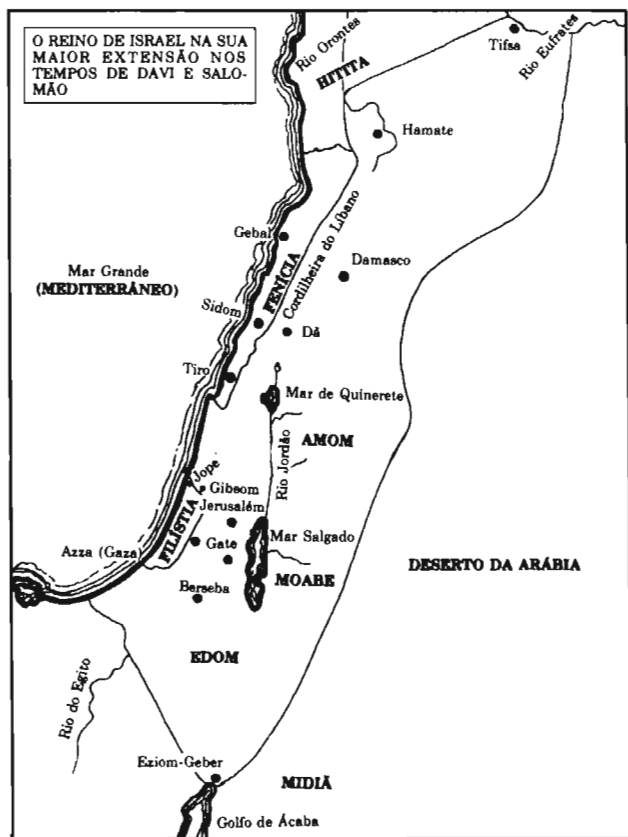 O REINO DE ISRAEL NA SUA
MAIOR EXTENSÃO NOS
TEMPOS DE DAVI E SALO-
MÃO
Rio Orontes
HITITA
Tifsa
Rio Eufrates
Hamate
Gebal
Cordilheira do Líbano
FENÍCIA
Damasco
Mar Grande
(MEDITERRÂNEO)
Sidom
Dã
Tiro
Mar de Quinerete
AMOM
Rio Jordão
Jope
Gibeom
Jerusalém
FILÍSTIA
Mar Salgado
Azza (Gaza)
Gate
MOABE
DESERTO DA ARÁBIA
Berseba
EDOM
Rio do Egito
Eziom-Geber
MIDIÃ
Golfo de Ácaba